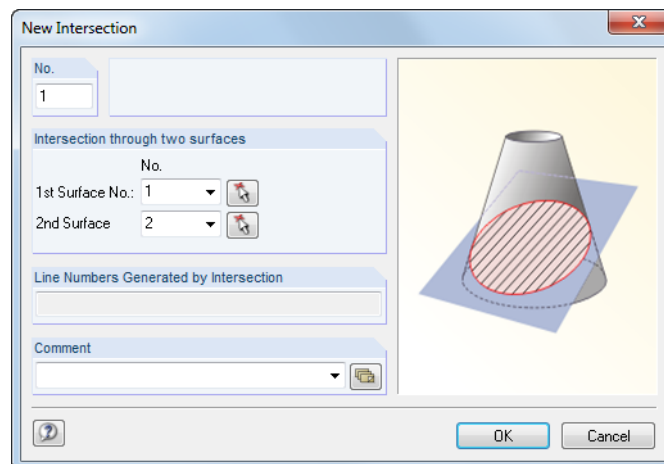 New Intersection
No.
1
Intersection through two surfaces
No.
1st Surface No.: 1
2nd Surface 2
Line Numbers Generated by Intersection
Comment
OK Cancel